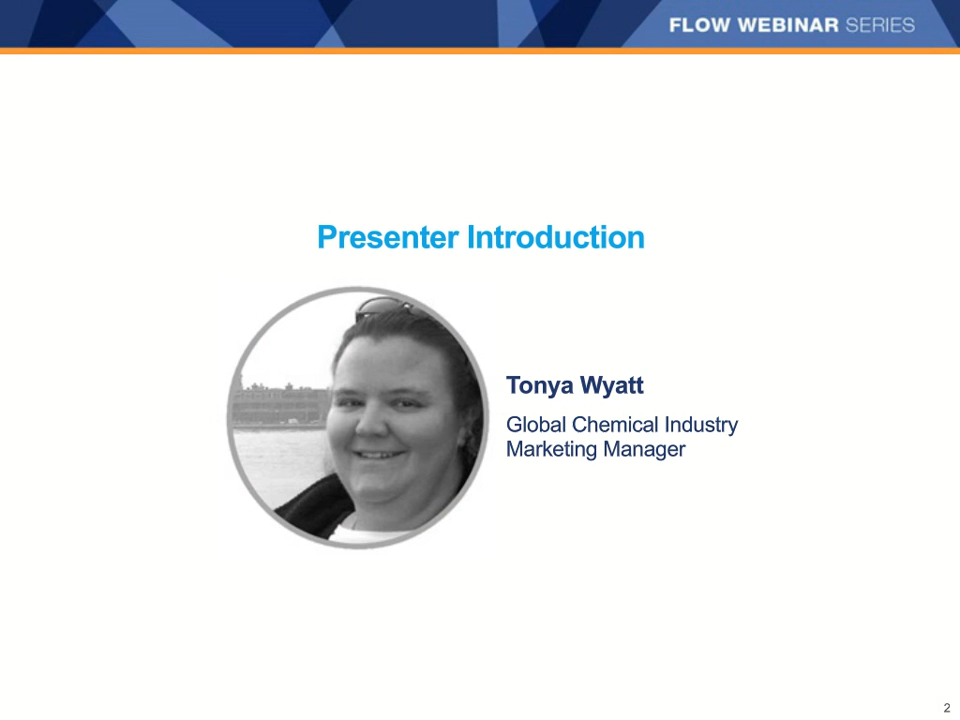 FLOW WEBINAR SERIES
Presenter Introduction
Tonya Wyatt
Global Chemical Industry
Marketing Manager
2